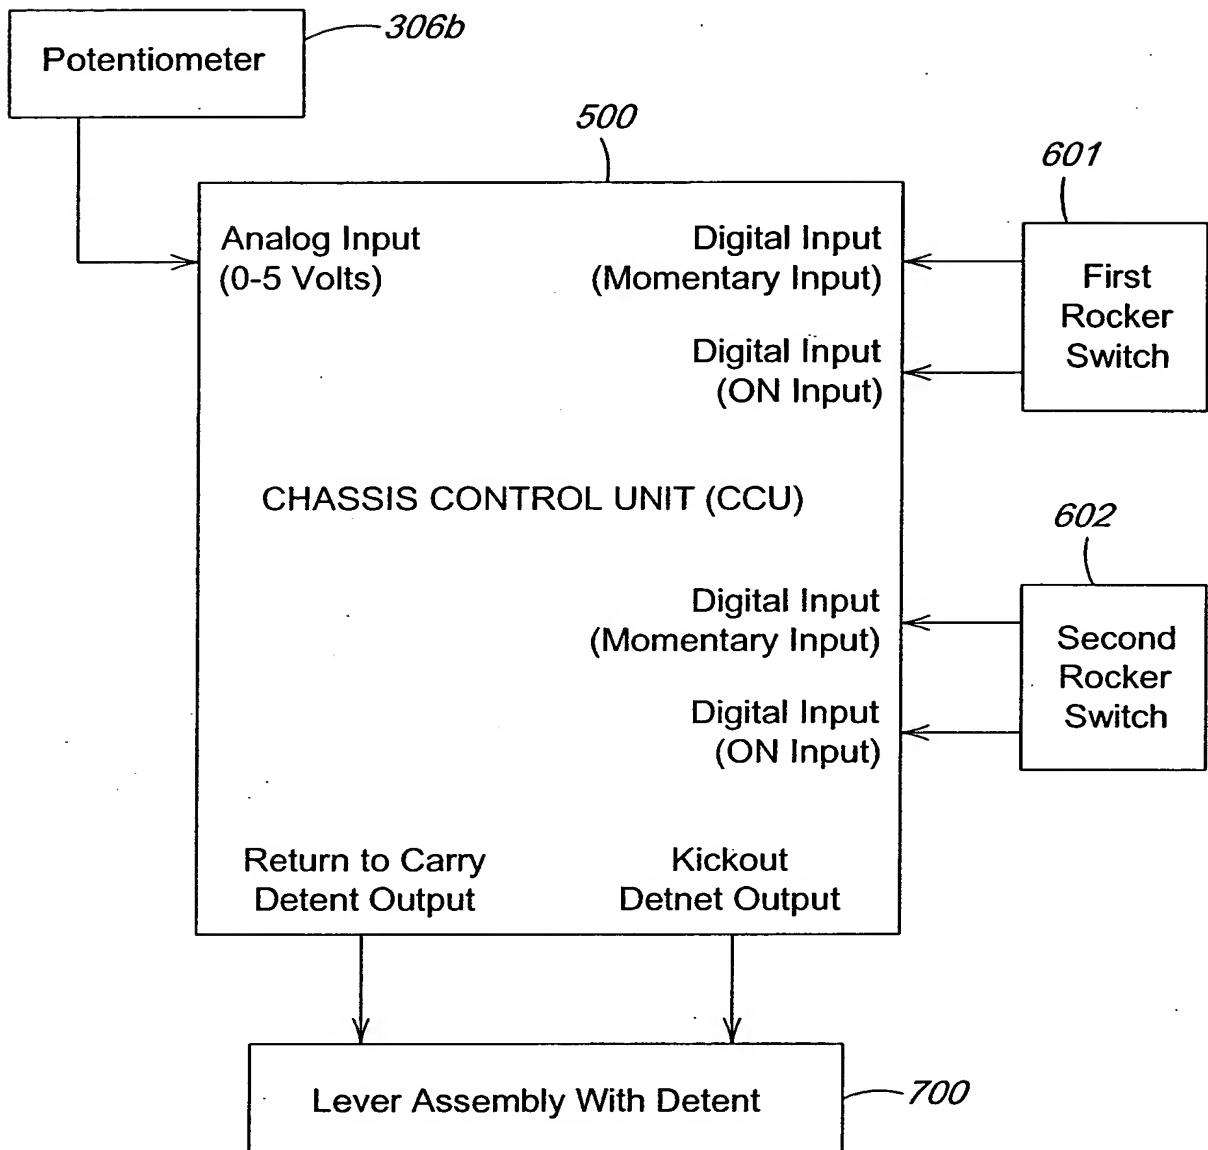 306b
Potentiometer
500
601
Analog Input
(0-5 Volts)
Digital Input
(Momentary Input)
Digital Input
(ON Input)
First
Rocker
Switch
CHASSIS CONTROL UNIT (CCU)
602
Digital Input
(Momentary Input)
Digital Input
(ON Input)
Second
Rocker
Switch
Return to Carry
Detent Output
Kickout
Detnet Output
Lever Assembly With Detent
700